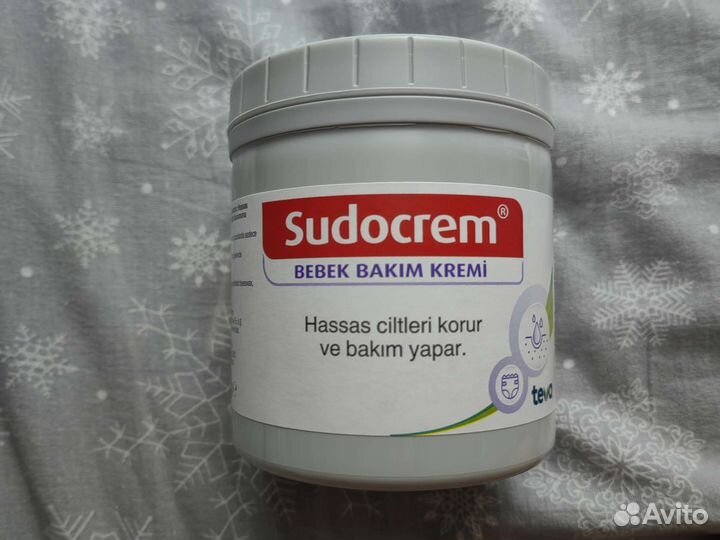 Sudocrem®
BEBEK BAKIM KREMİ
Hassas ciltleri korur
ve bakım yapar.
teva
Avito